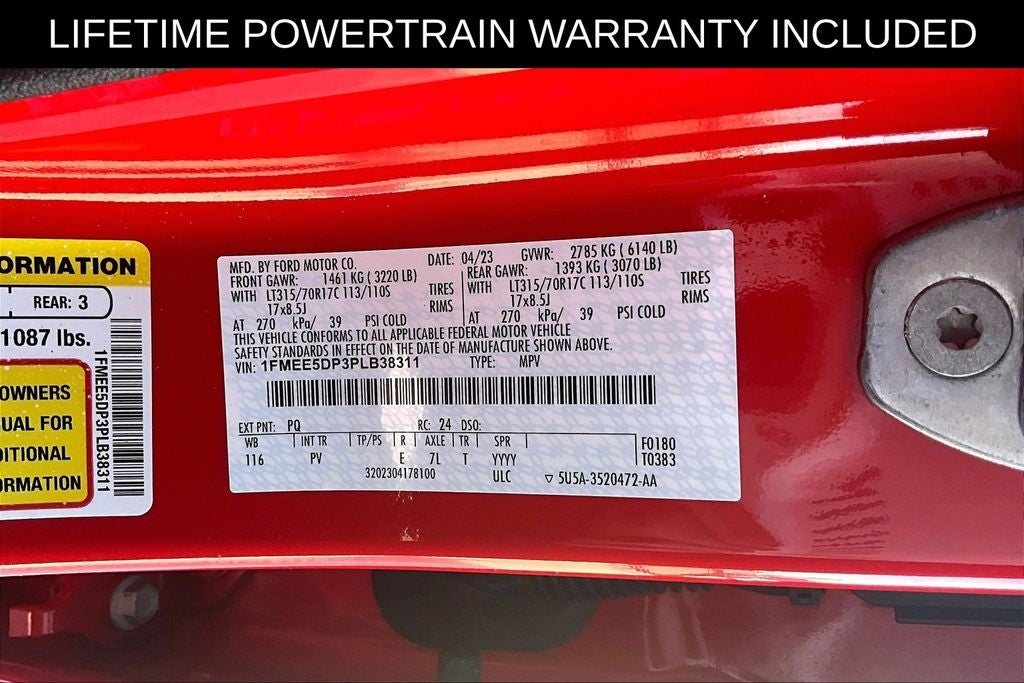 LIFETIME POWERTRAIN WARRANTY INCLUDED
ORMATION
REAR: 3
1087 lbs.
OWNERS
UAL FOR
DITIONAL
ORMATION
1FMEE5DP3PLB38311
MFD. BY FORD MOTOR CO. DATE: 04/23 GVWR: 2785 KG ( 6140 LB)
FRONT GAWR: 1461 KG ( 3220 LB) REAR GAWR: 1393 KG ( 3070 LB)
WITH LT315/70R17C 113/110S TIRES WITH LT315/70R17C 113/110S TIRES
17x8.5J RIMS 17x8.5J RIMS
AT 270 kPa/ 39 PSI COLD AT 270 kPa/ 39 PSI COLD
THIS VEHICLE CONFORMS TO ALL APPLICABLE FEDERAL MOTOR VEHICLE
SAFETY STANDARDS IN EFFECT ON THE DATE OF MANUFACTURE SHOWN ABOVE.
VIN: 1FMEE5DP3PLB38311 TYPE: MPV
EXT PNT: PQ RC: 24 DSO:
WB INT TR TP/PS R AXLE TR SPR F0180
116 PV E 7L T YYYY T0383
3202304178100 ULC ▽ 5U5A-3520472-AA